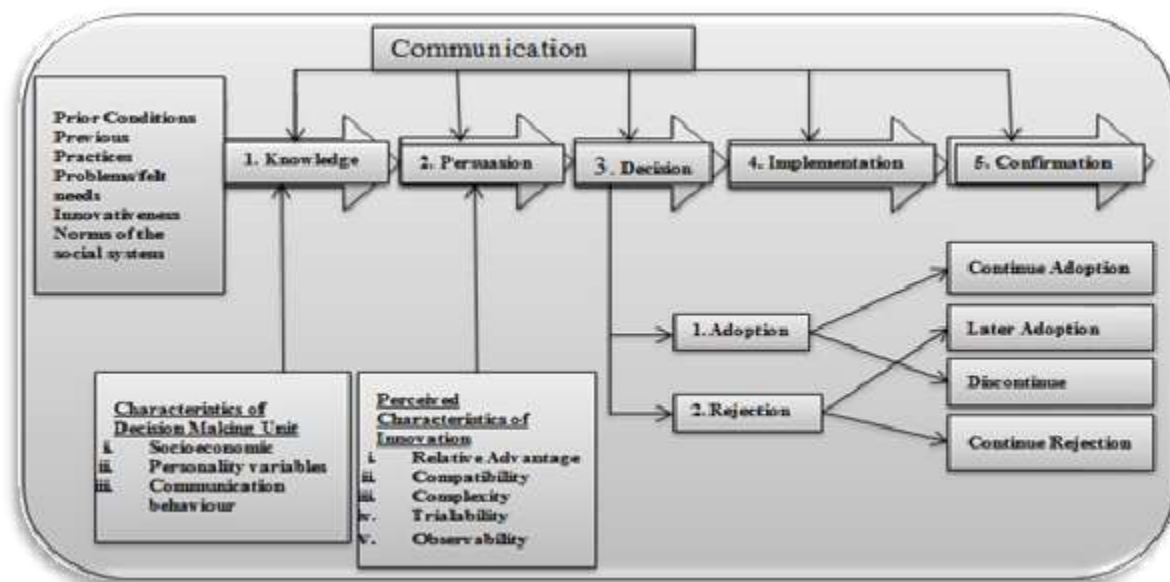 Communication
Prior Conditions
Previous
Practices
Problems/felt
needs
Innovativeness
Norms of the
social system
1. Knowledge
2. Persuasion
3. Decision
4. Implementation
5. Confirmation
Continue Adoption
1. Adoption
Later Adoption
Discontinue
2. Rejection
Continue Rejection
Characteristics of
Decision Making Unit
i. Socioeconomic
ii. Personality variables
iii. Communication
behaviour
Perceived
Characteristics of
Innovation
i. Relative Advantage
ii. Compatibility
iii. Complexity
iv. Trialability
v. Observability